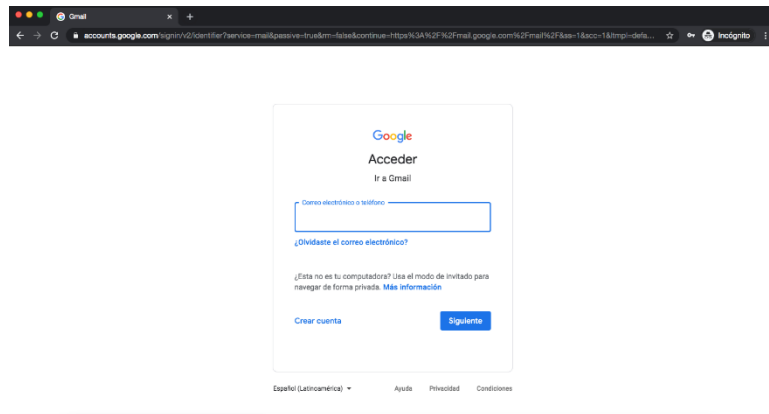 Gmail
accounts.google.com/signin/v2/identifier?service=mail&passive=true&rm=false&continue=https%3A%2F%2Fmail.google.com%2Fmail%2F&ss=1&scc=1&ltmpl=defa...
Incógnito
Google
Acceder
Ir a Gmail
Correo electrónico o teléfono
¿Olvidaste el correo electrónico?
¿Esta no es tu computadora? Usa el modo de invitado para
navegar de forma privada. Más información
Crear cuenta
Siguiente
Español (Latinoamérica)
Ayuda
Privacidad
Condiciones